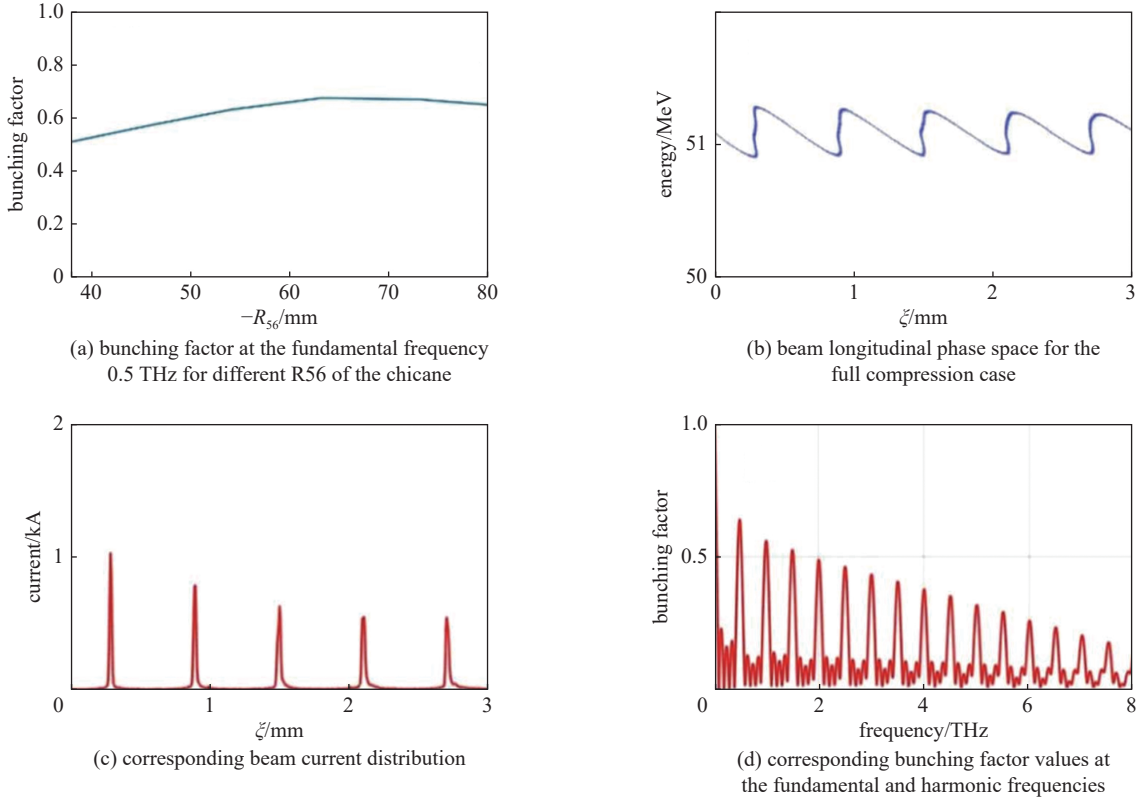 1.0
0.8
0.6
0.4
0.2
0
bunching factor
40 50 60 70 80
−R56/mm
(a) bunching factor at the fundamental frequency
0.5 THz for different R56 of the chicane
51
50
energy/MeV
0 1 2 3
ξ/mm
(b) beam longitudinal phase space for the
full compression case
2
1
0
current/kA
1 2 3
ξ/mm
(c) corresponding beam current distribution
1.0
0.5
0
bunching factor
2 4 6 8
frequency/THz
(d) corresponding bunching factor values at
the fundamental and harmonic frequencies